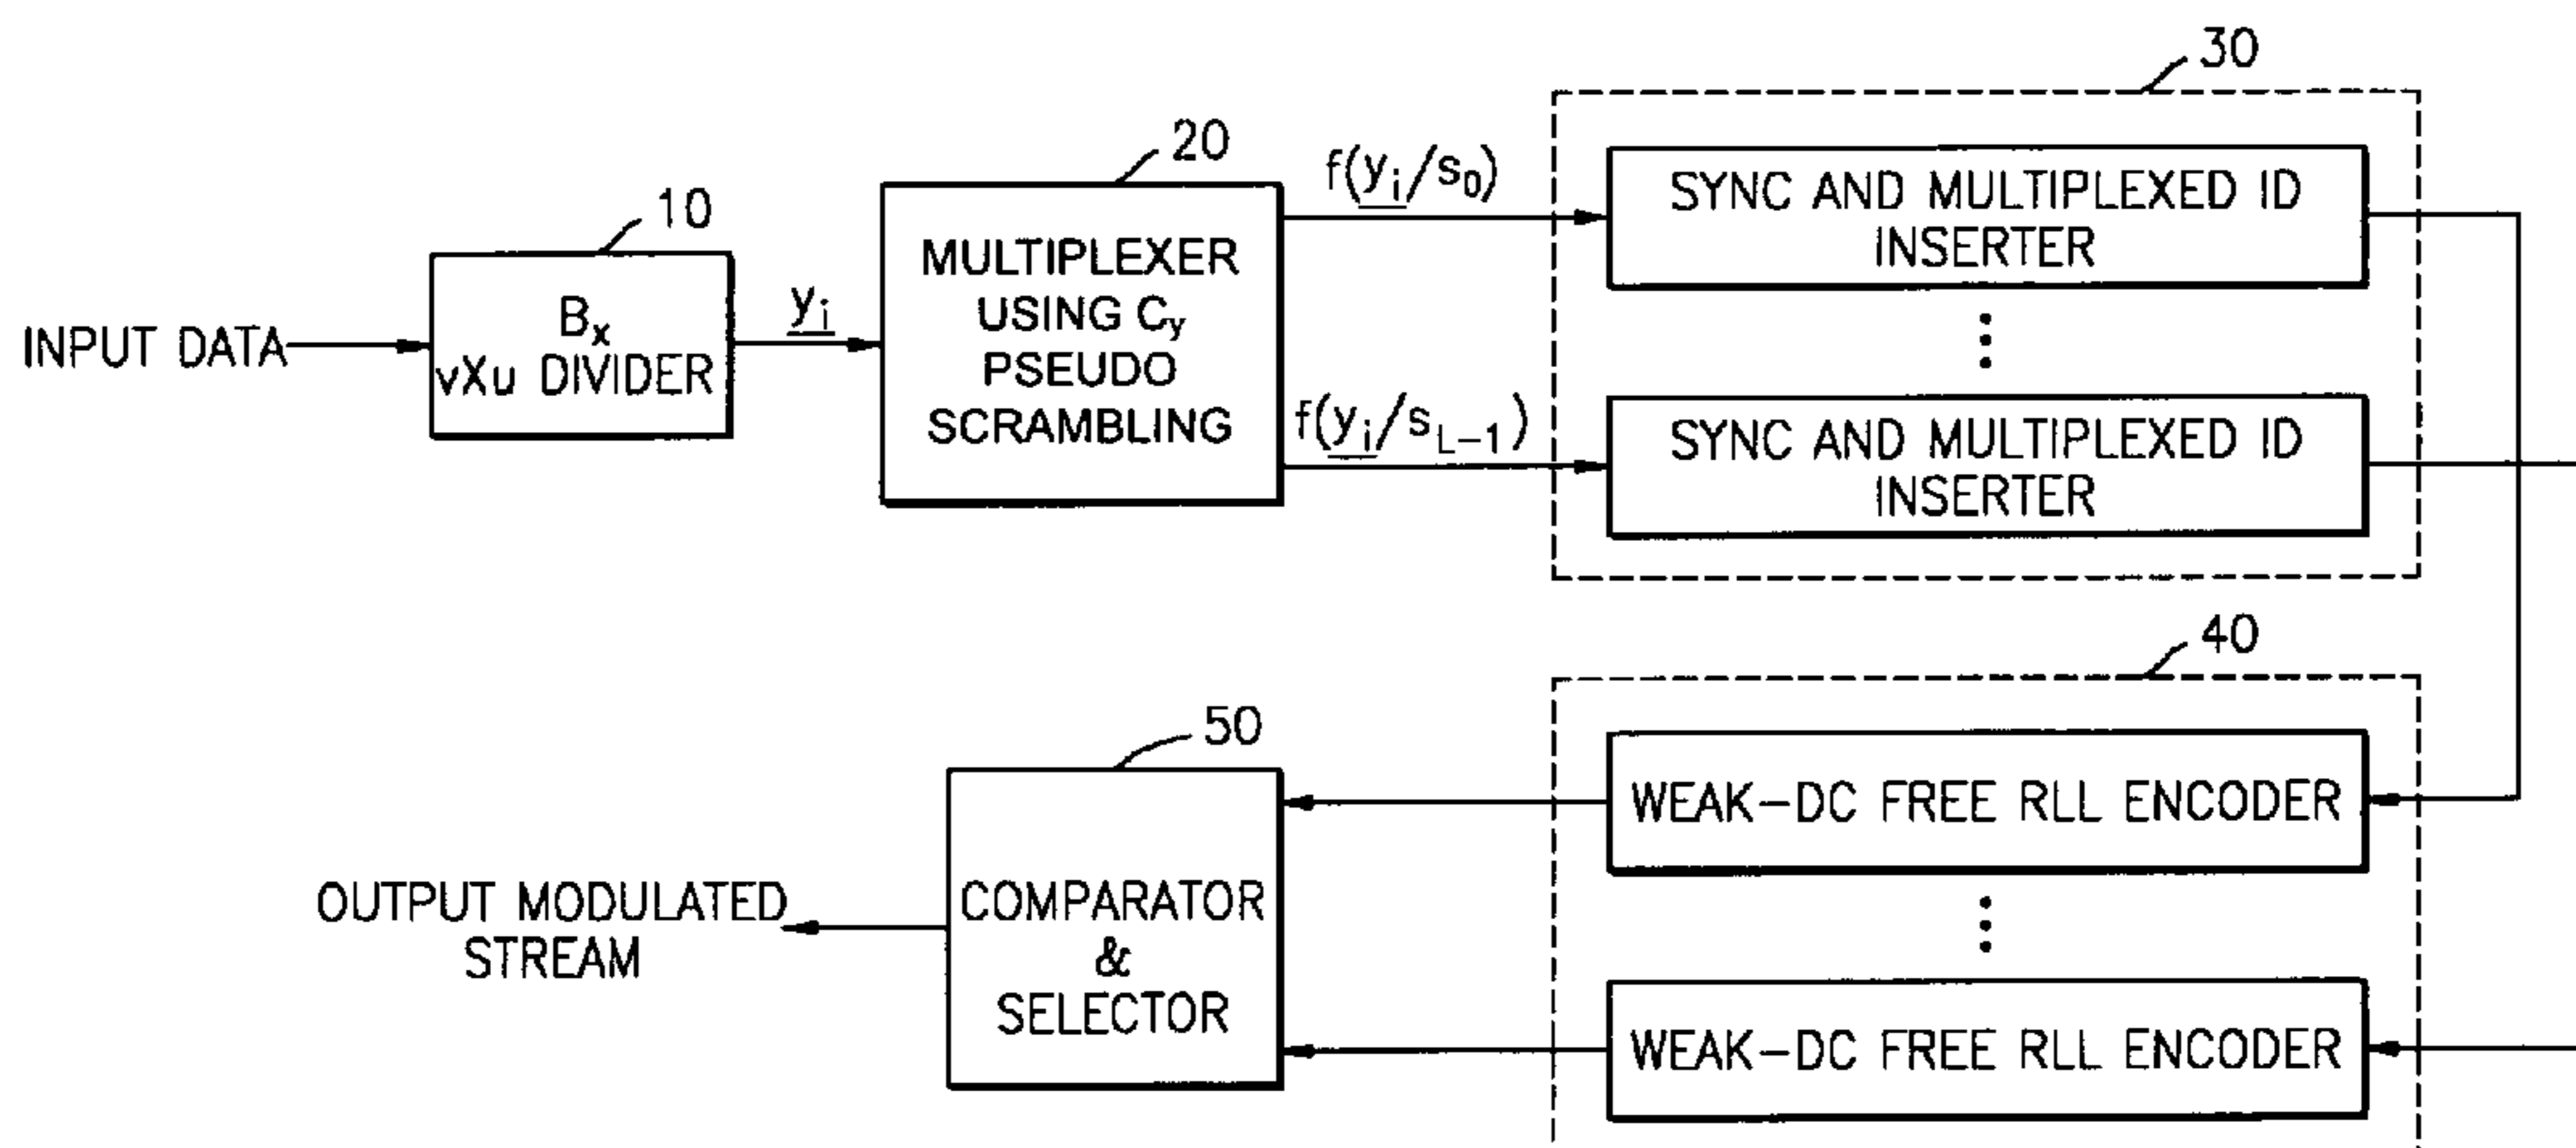 30
20
10
f(yᵢ/s₀)
SYNC AND MULTIPLEXED ID
INSERTER
INPUT DATA
Bₓ
vXu DIVIDER
yᵢ
MULTIPLEXER
USING Cᵧ
PSEUDO
SCRAMBLING
f(yᵢ/s_L-1)
SYNC AND MULTIPLEXED ID
INSERTER
40
50
WEAK-DC FREE RLL ENCODER
OUTPUT MODULATED
STREAM
COMPARATOR
&
SELECTOR
WEAK-DC FREE RLL ENCODER